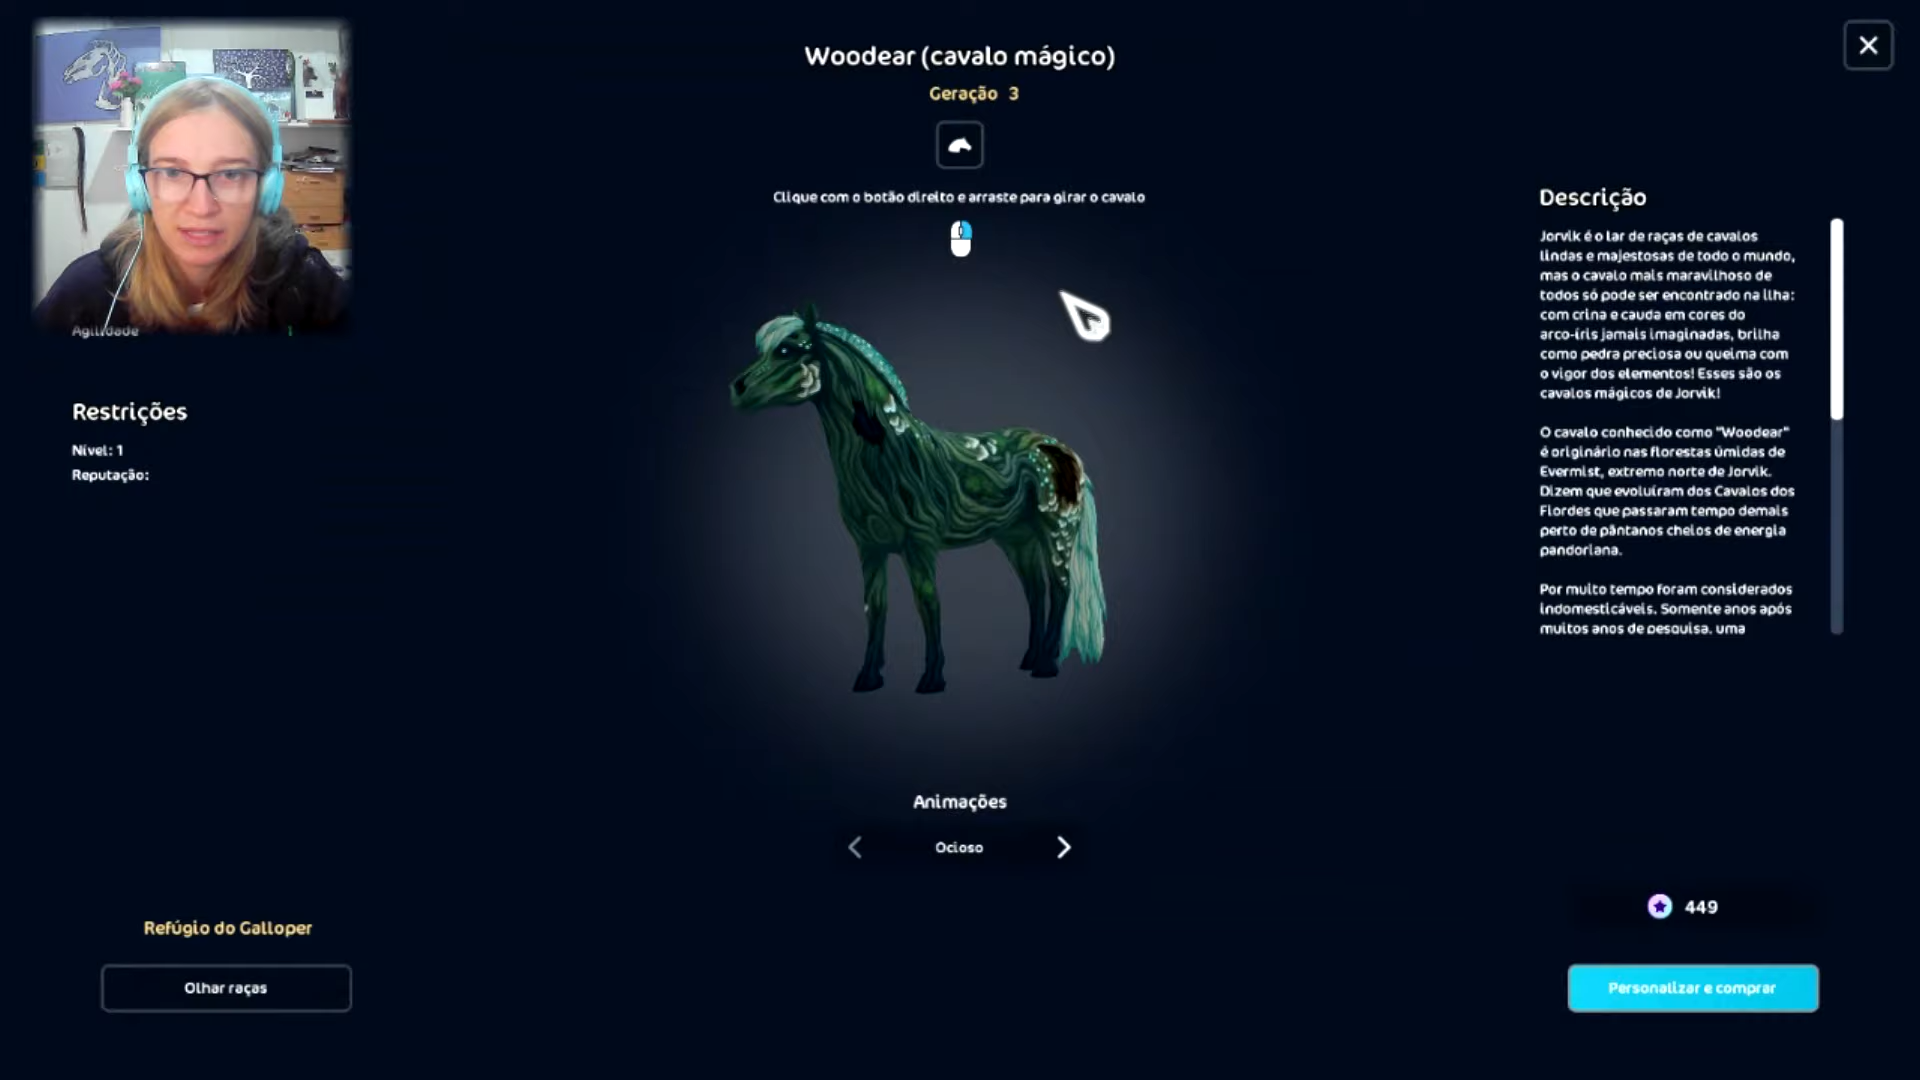 Woodear (cavalo mágico)
Geração 3
Clique com o botão direito e arraste para girar o cavalo
Agilidade 1
Restrições
Nível: 1
Reputação:
Descrição
Jorvik é o lar de raças de cavalos
lindas e majestosas de todo o mundo,
mas o cavalo mais maravilhoso de
todos só pode ser encontrado na ilha:
com crina e cauda em cores do
arco-íris jamais imaginadas, brilha
como pedra preciosa ou queima com
o vigor dos elementos! Esses são os
cavalos mágicos de Jorvik!
O cavalo conhecido como "Woodear"
é originário nas florestas úmidas de
Evermist, extremo norte de Jorvik.
Dizem que evoluíram dos Cavalos dos
Fiordes que passaram tempo demais
perto de pântanos cheios de energia
pandoriana.
Por muito tempo foram considerados
indomesticáveis. Somente anos após
muitos anos de pesquisa, uma
Animações
Ocioso
449
Refúgio do Galloper
Olhar raças
Personalizar e comprar